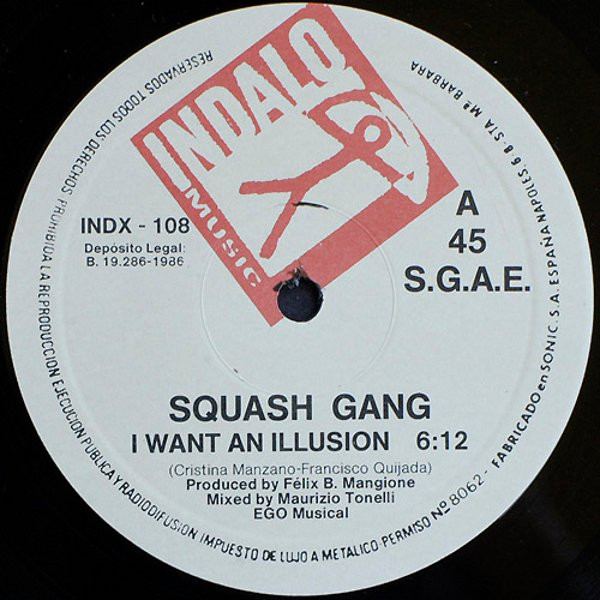 INDALO
MUSIC
INDX - 108
Depósito Legal:
B. 19.286-1986
A
45
S.G.A.E.
SQUASH GANG
I WANT AN ILLUSION 6:12
(Cristina Manzano-Francisco Quijada)
Produced by Félix B. Mangione
Mixed by Maurizio Tonelli
EGO Musical
RESERVADOS TODOS LOS DERECHOS PROHIBIDA LA REPRODUCCION EJECUCION PUBLICA Y RADIODIFUSION IMPUESTO DE LUJO A METALICO-PERMISO Nº 8062- FABRICADO en SONIC. S.A. ESPAÑA NAPOLES 6-8-STA Mª BARBARA